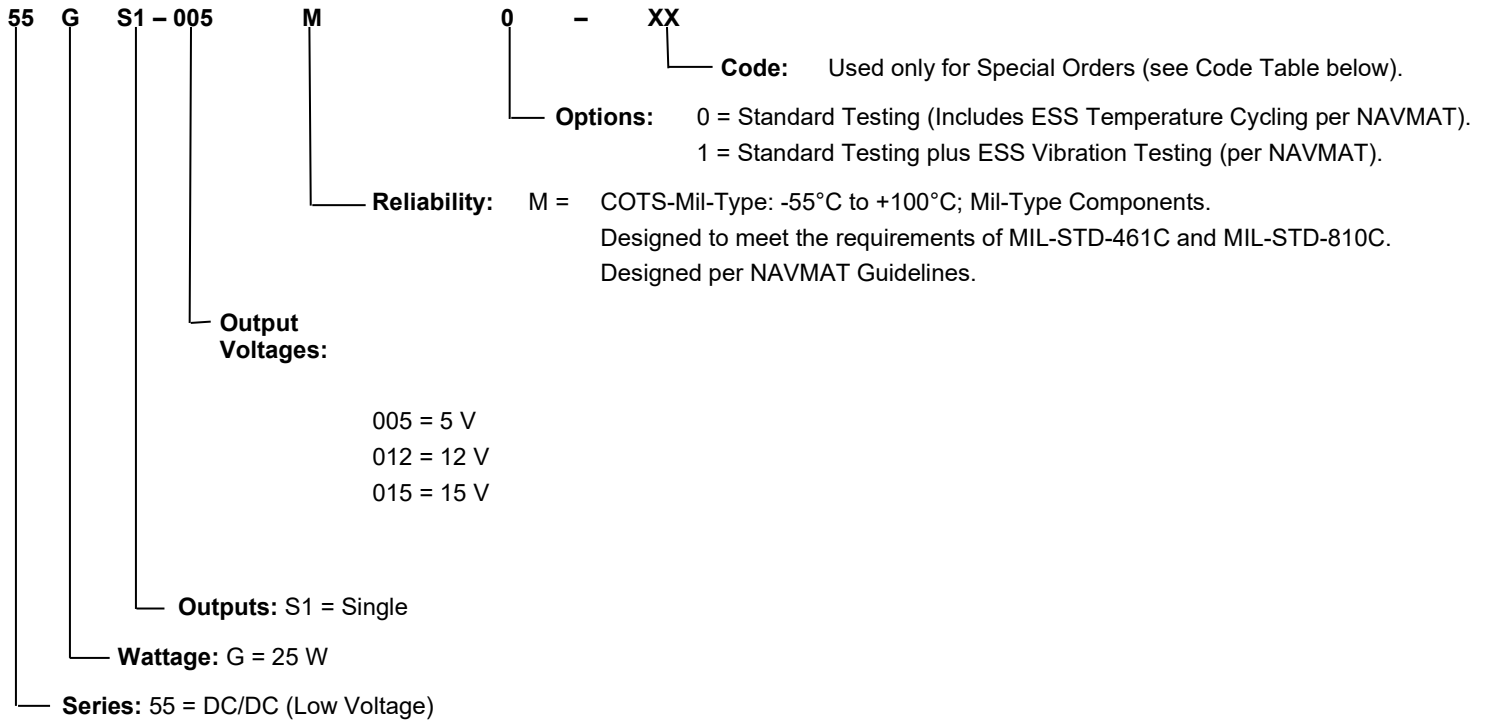 55 G S1 – 005 M 0 – XX
Code: Used only for Special Orders (see Code Table below).
Options: 0 = Standard Testing (Includes ESS Temperature Cycling per NAVMAT).
1 = Standard Testing plus ESS Vibration Testing (per NAVMAT).
Reliability: M = COTS-Mil-Type: -55°C to +100°C; Mil-Type Components.
Designed to meet the requirements of MIL-STD-461C and MIL-STD-810C.
Designed per NAVMAT Guidelines.
Output
Voltages:
005 = 5 V
012 = 12 V
015 = 15 V
Outputs: S1 = Single
Wattage: G = 25 W
Series: 55 = DC/DC (Low Voltage)